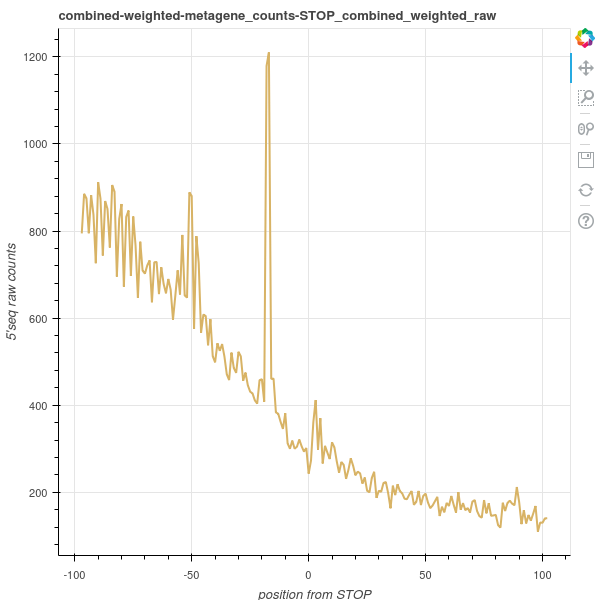 combined-weighted-metagene_counts-STOP_combined_weighted_raw
1200
1000
800
600
400
200
5'seq raw counts
-100 -50 0 50 100
position from STOP